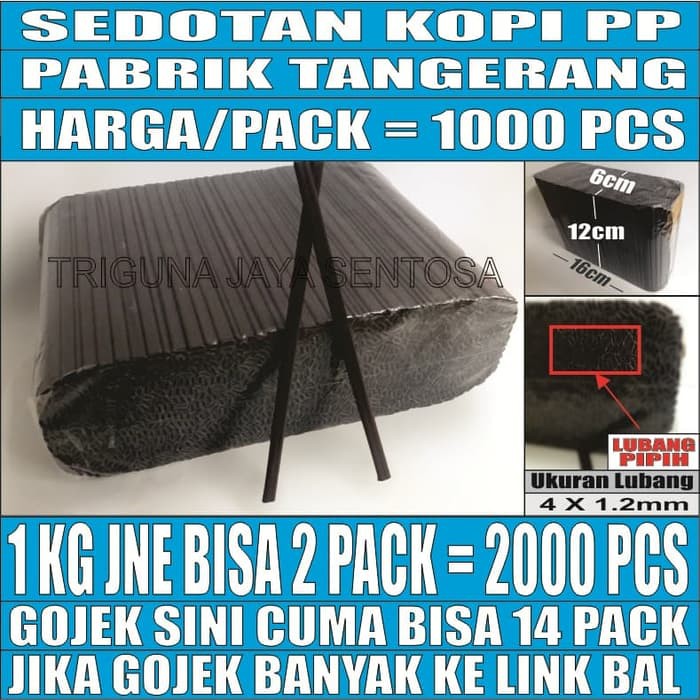 SEDOTAN KOPI PP
PABRIK TANGERANG
HARGA/PACK = 1000 PCS
TRIGUNA JAYA SENTOSA
6cm
12cm
16cm
LUBANG
PIPIH
Ukuran Lubang
4 X 1.2mm
1 KG JNE BISA 2 PACK = 2000 PCS
GOJEK SINI CUMA BISA 14 PACK
JIKA GOJEK BANYAK KE LINK BAL